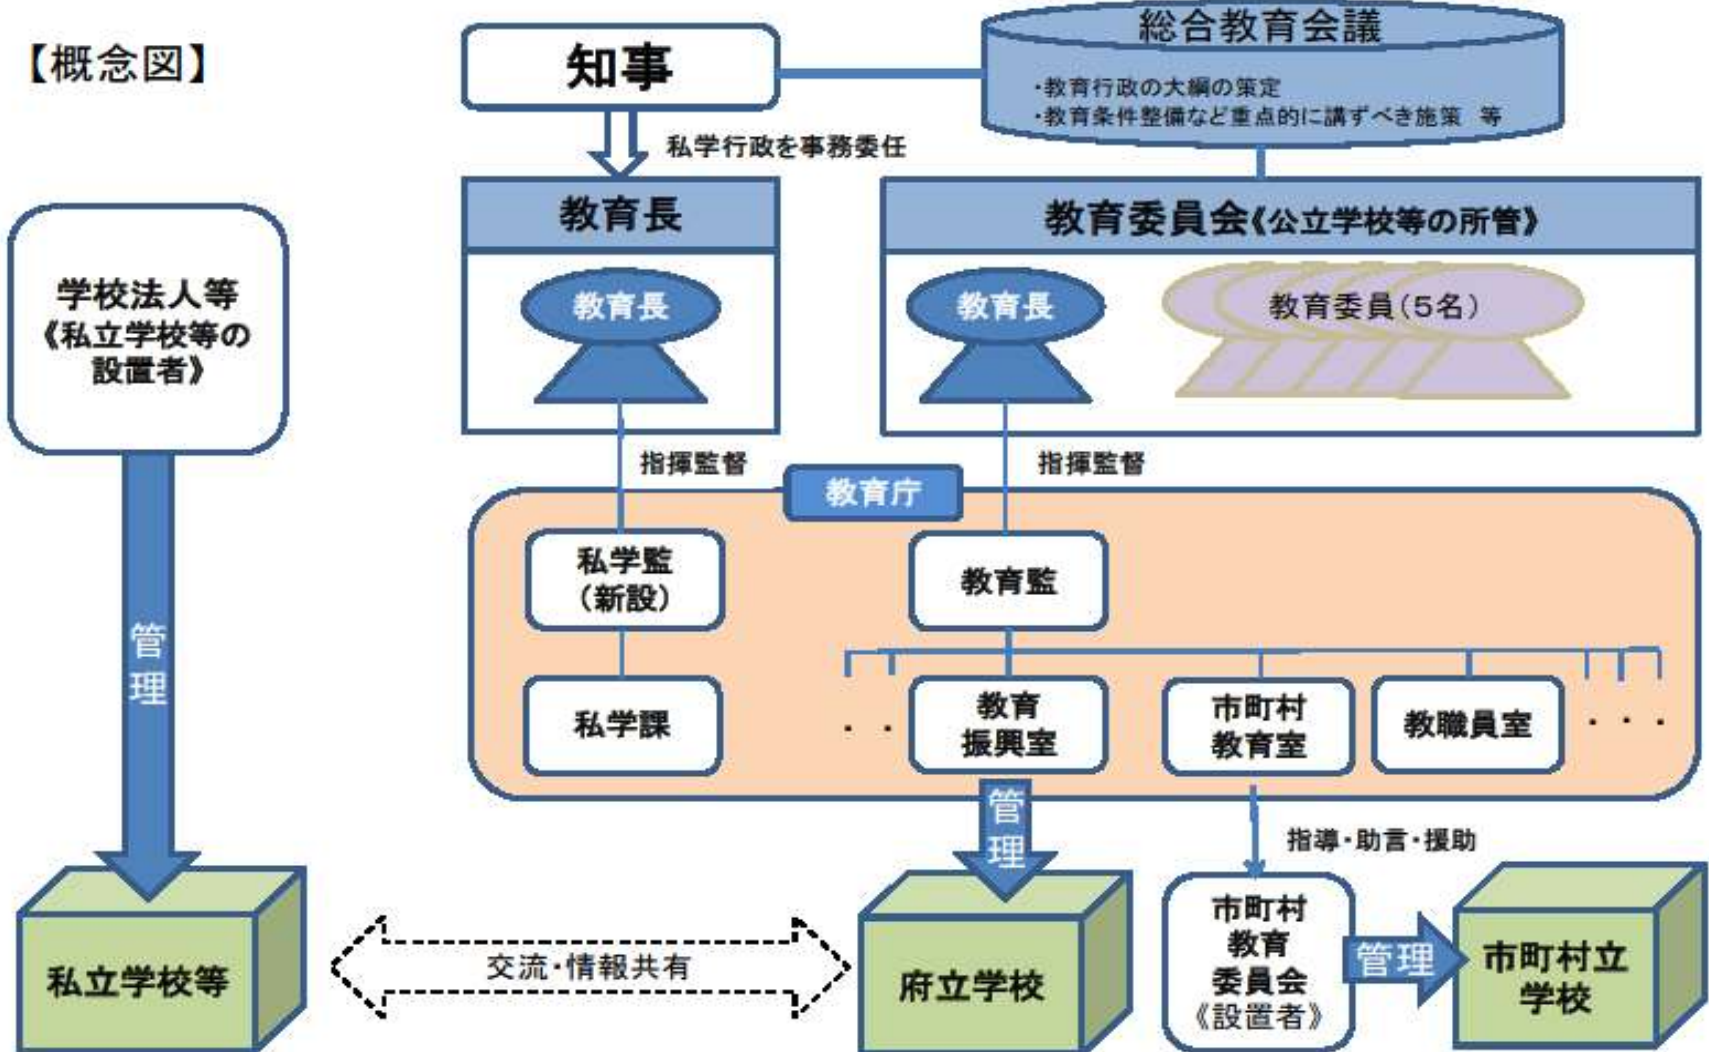 【概念図】
知事
総合教育会議
・教育行政の大綱の策定
・教育条件整備など重点的に講ずべき施策 等
私学行政を事務委任
教育長
教育委員会《公立学校等の所管》
学校法人等
《私立学校等の
設置者》
教育長
教育長
教育委員(5名)
指揮監督
指揮監督
教育庁
私学監
(新設)
教育監
管理
私学課
・・
教育
振興室
市町村
教育室
教職員室
・・・
管理
指導・助言・援助
私立学校等
交流・情報共有
府立学校
市町村
教育
委員会
《設置者》
管理
市町村立
学校